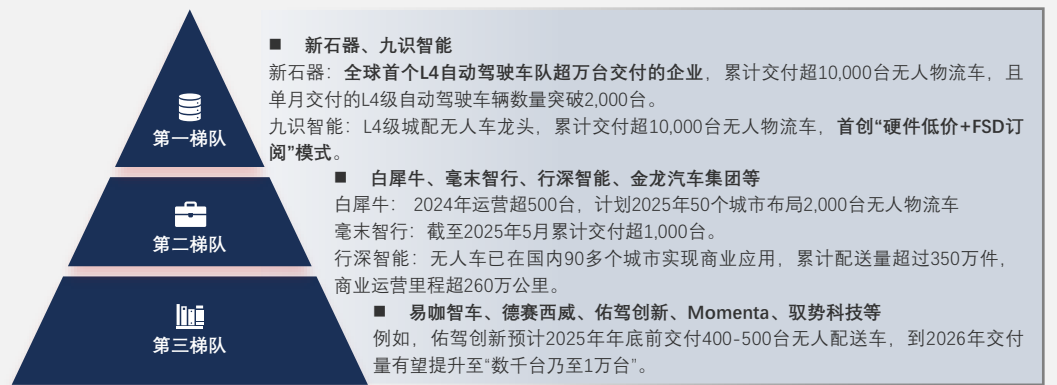 ■ 新石器、九识智能
新石器：全球首个L4自动驾驶车队超万台交付的企业，累计交付超10,000台无人物流车，且
单月交付的L4级自动驾驶车辆数量突破2,000台。
九识智能：L4级城配无人车龙头，累计交付超10,000台无人物流车，首创“硬件低价+FSD订
阅”模式。
第一梯队
■ 白犀牛、毫末智行、行深智能、金龙汽车集团等
白犀牛： 2024年运营超500台，计划2025年50个城市布局2,000台无人物流车
毫末智行：截至2025年5月累计交付超1,000台。
行深智能：无人车已在国内90多个城市实现商业应用，累计配送量超过350万件，
商业运营里程超260万公里。
第二梯队
■ 易咖智车、德赛西威、佑驾创新、Momenta、驭势科技等
例如，佑驾创新预计2025年年底前交付400-500台无人配送车，到2026年交付
量有望提升至“数千台乃至1万台”。
第三梯队